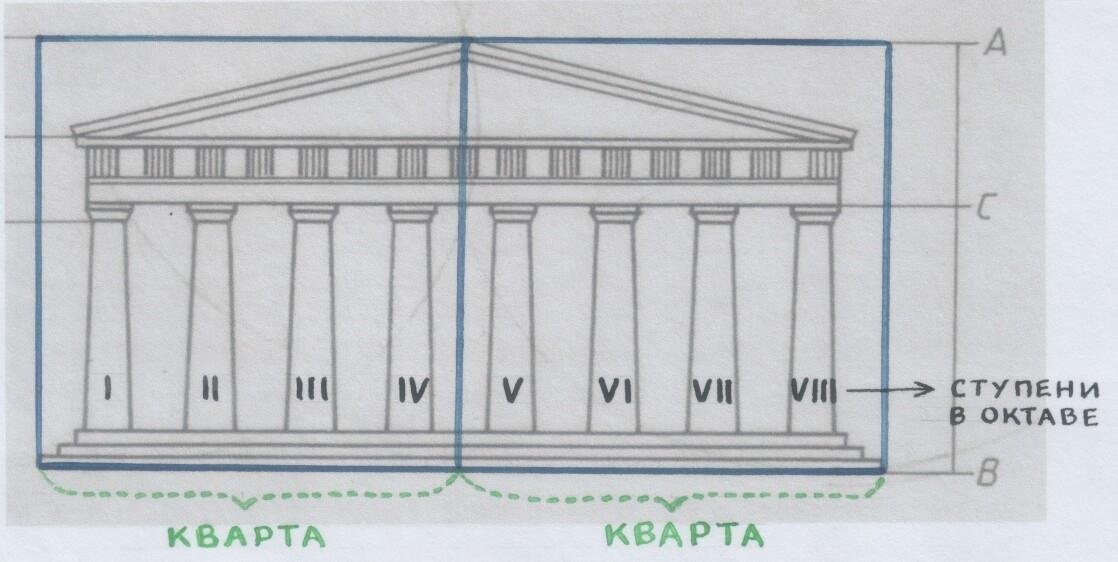 A
C
I II III IV V VI VII VIII СТУПЕНИ
В ОКТАВЕ
B
КВАРТА КВАРТА